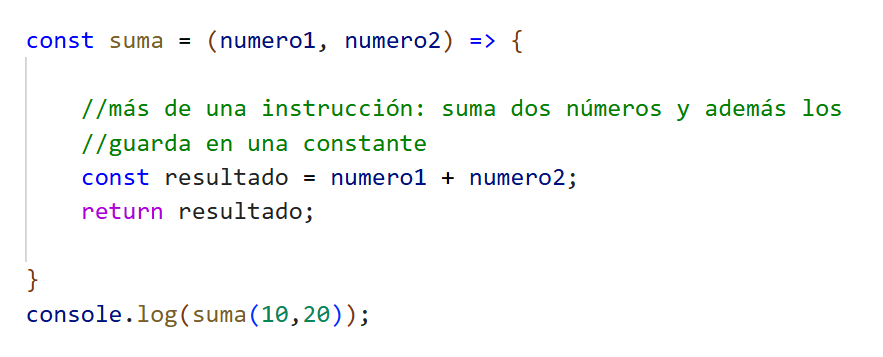 const suma = (numero1, numero2) => {
//más de una instrucción: suma dos números y además los
//guarda en una constante
const resultado = numero1 + numero2;
return resultado;
}
console.log(suma(10,20));